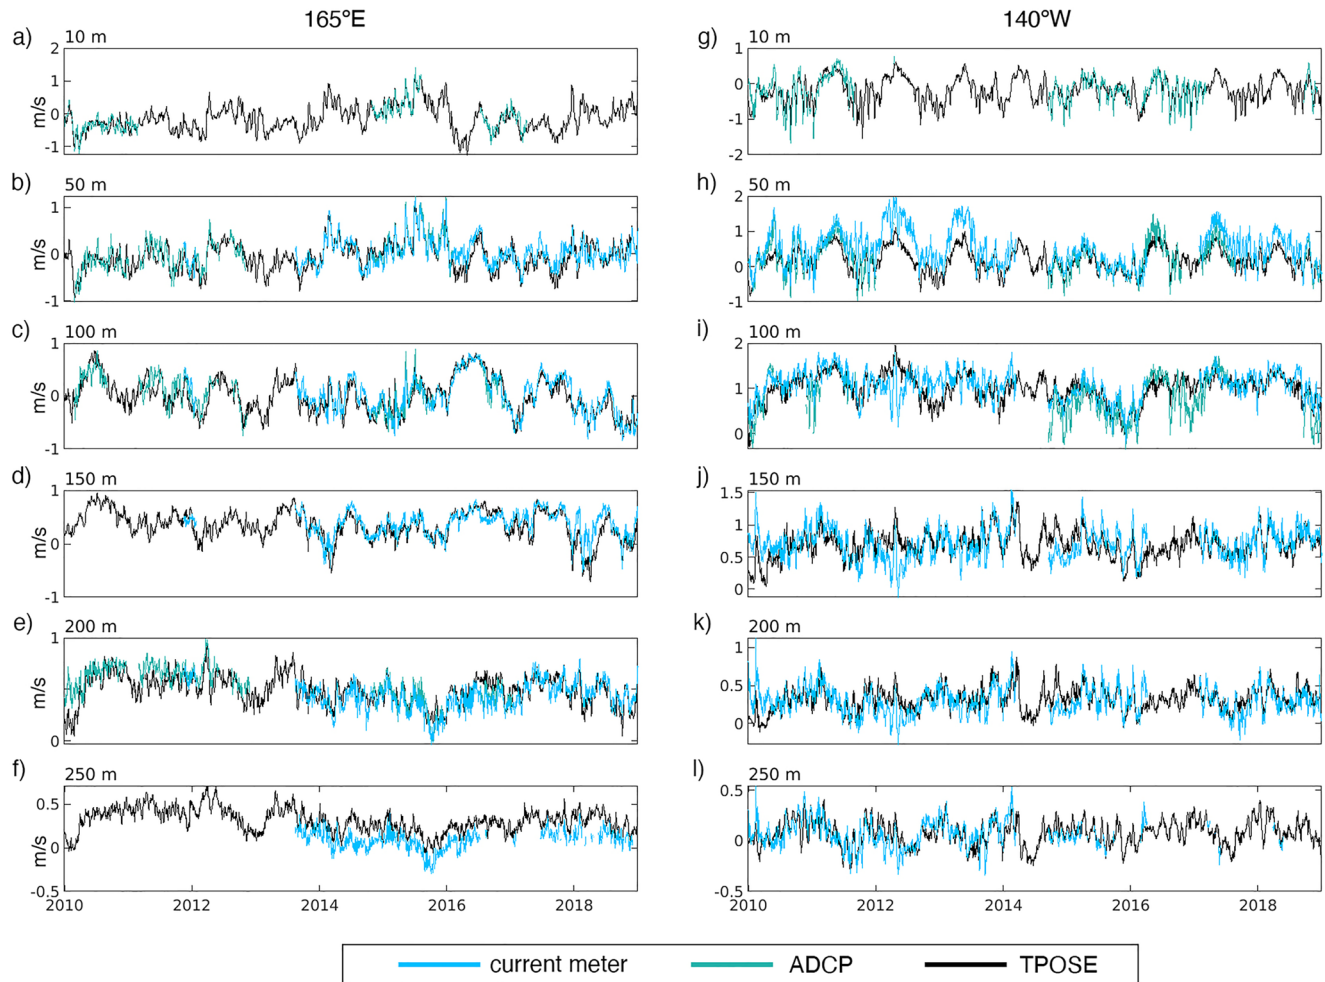 165°E
140°W
a) 10 m
2
1
0
-1
m/s
g) 10 m
1
0
-1
-2
b) 50 m
1
0
-1
m/s
h) 50 m
2
1
0
-1
c) 100 m
1
0
-1
m/s
i) 100 m
2
1
0
d) 150 m
1
0
-1
m/s
j) 150 m
1.5
1
0.5
0
e) 200 m
1
0
m/s
k) 200 m
1
0.5
0
f) 250 m
0.5
0
-0.5
m/s
2010 2012 2014 2016 2018
l) 250 m
0.5
0
-0.5
2010 2012 2014 2016 2018
current meter ADCP TPOSE